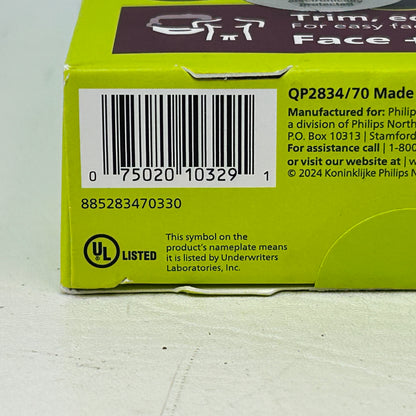 Trim,
For easy
Face +
QP2834/70 Made
Manufactured for:
a division of Philips North
P.O. Box 10313 | Stamford
For assistance call | 1-800
or visit our website at |
© 2024 Koninklijke Philips N
0 75020 10329 1
885283470330
UL LISTED
This symbol on the
product's nameplate means
it is listed by Underwriters
Laboratories, Inc.